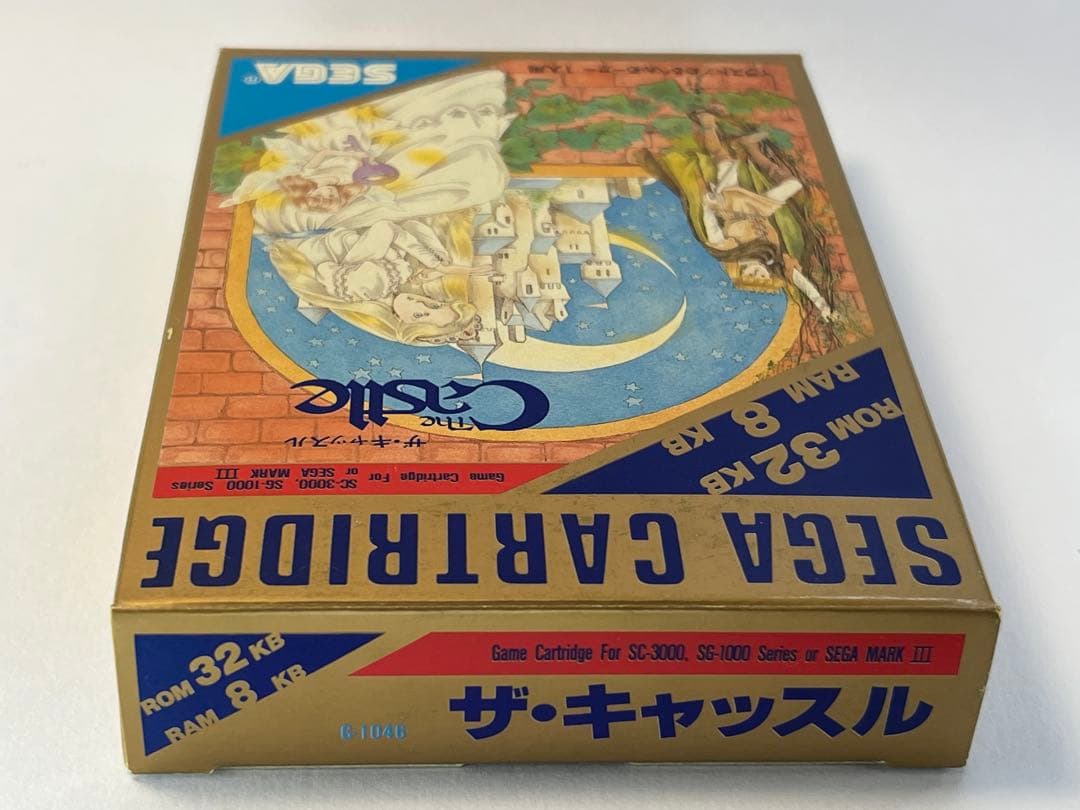 SEGA CARTRIDGE
ROM 32 KB
RAM 8 KB
Game Cartridge For
SC-3000, SG-1000 Series
or SEGA MARK III
ザ・キャッスル
The Castle
SEGA®
ROM 32 KB
RAM 8 KB
Game Cartridge For SC-3000, SG-1000 Series or SEGA MARK III
ザ・キャッスル
G-1046